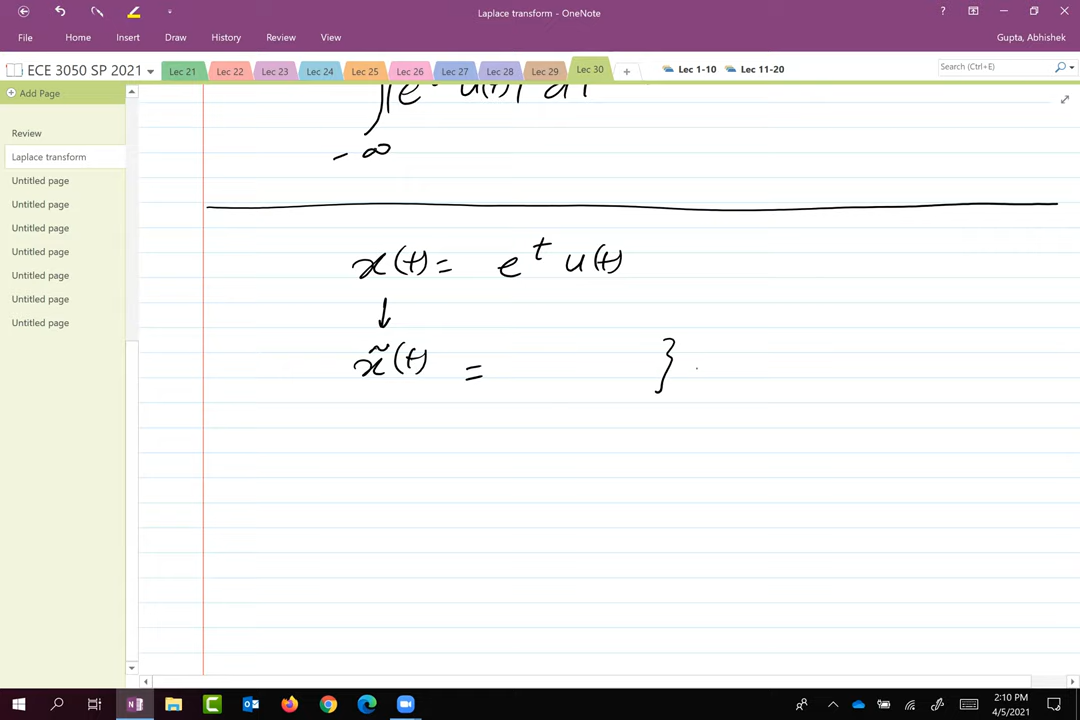 Laplace transform - OneNote
File Home Insert Draw History Review View
Gupta, Abhishek
ECE 3050 SP 2021
Lec 21 Lec 22 Lec 23 Lec 24 Lec 25 Lec 26 Lec 27 Lec 28 Lec 29 Lec 30 + Lec 1-10 Lec 11-20
Search (Ctrl+E)
Add Page
Review
Laplace transform
Untitled page
Untitled page
Untitled page
Untitled page
Untitled page
Untitled page
Untitled page
- ∞
x(t) = e^t u(t)
↓
x̃(t) = }
2:10 PM
4/5/2021